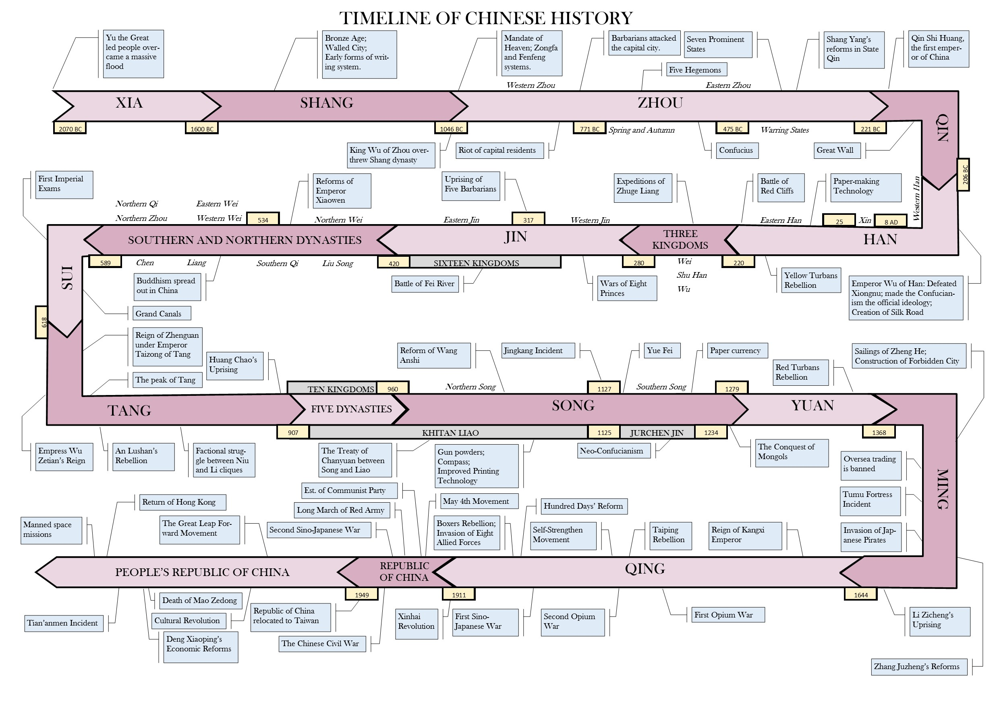 TIMELINE OF CHINESE HISTORY
Yu the Great
led people over-
came a massive
flood
Bronze Age;
Walled City;
Early forms of writ-
ing system.
Mandate of
Heaven; Zongfa
and Fenfeng
systems.
Barbarians attacked
the capital city.
Seven Prominent
States
Five Hegemons
Shang Yang's
reforms in State
Qin
Qin Shi Huang,
the first emper-
or of China
Western Zhou
Eastern Zhou
XIA
SHANG
ZHOU
QIN
2070 BC
1600 BC
1046 BC
771 BC
Spring and Autumn
475 BC
Warring States
221 BC
King Wu of Zhou over-
threw Shang dynasty
Riot of capital residents
Confucius
Great Wall
206 BC
First Imperial
Exams
Reforms of
Emperor
Xiaowen
Uprising of
Five Barbarians
Expeditions of
Zhuge Liang
Battle of
Red Cliffs
Paper-making
Technology
Western Han
Northern Qi
Eastern Wei
Northern Zhou
Western Wei
534
Northern Wei
Eastern Jin
317
Western Jin
Eastern Han
25
Xin
8 AD
SOUTHERN AND NORTHERN DYNASTIES
JIN
THREE
KINGDOMS
HAN
589
Chen
Liang
Southern Qi
Liu Song
420
SIXTEEN KINGDOMS
280
Wei
Shu Han
Wu
220
SUI
Buddhism spread
out in China
Battle of Fei River
Wars of Eight
Princes
Yellow Turbans
Rebellion
Emperor Wu of Han: Defeated
Xiongnu; made the Confucian-
ism the official ideology;
Creation of Silk Road
Grand Canals
618
Reign of Zhenguan
under Emperor
Taizong of Tang
The peak of Tang
Huang Chao's
Uprising
Reform of Wang
Anshi
Jingkang Incident
Yue Fei
Paper currency
Red Turbans
Rebellion
Sailings of Zheng He;
Construction of Forbidden City
TEN KINGDOMS
960
Northern Song
1127
Southern Song
1279
TANG
FIVE DYNASTIES
SONG
YUAN
907
KHITAN LIAO
1125
JURCHEN JIN
1234
1368
Empress Wu
Zetian's Reign
An Lushan's
Rebellion
Factional strug-
gle between Niu
and Li cliques
The Treaty of
Chanyuan between
Song and Liao
Gun powders;
Compass;
Improved Printing
Technology
Neo-Confucianism
The Conquest of
Mongols
Oversea trading
is banned
Tumu Fortress
Incident
Invasion of Jap-
anese Pirates
MING
Est. of Communist Party
Long March of Red Army
Second Sino-Japanese War
May 4th Movement
Boxers Rebellion;
Invasion of Eight
Allied Forces
Hundred Days' Reform
Self-Strengthen
Movement
Taiping
Rebellion
Reign of Kangxi
Emperor
Return of Hong Kong
Manned space
missions
The Great Leap For-
ward Movement
PEOPLE'S REPUBLIC OF CHINA
REPUBLIC
OF CHINA
QING
1949
1911
1644
Death of Mao Zedong
Tian'anmen Incident
Cultural Revolution
Deng Xiaoping's
Economic Reforms
Republic of China
relocated to Taiwan
The Chinese Civil War
Xinhai
Revolution
First Sino-
Japanese War
Second Opium
War
First Opium War
Li Zicheng's
Uprising
Zhang Juzheng's Reforms